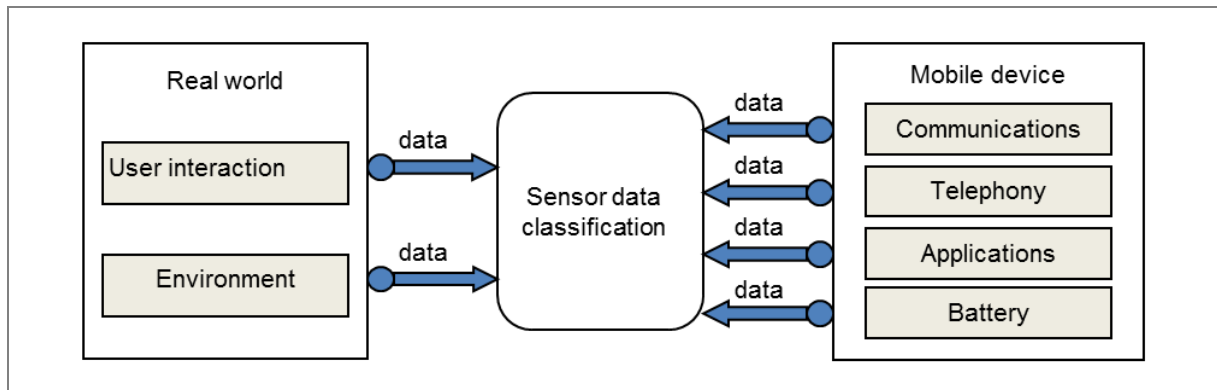 Real world
User interaction
Environment
data
data
Sensor data
classification
data
data
data
data
Mobile device
Communications
Telephony
Applications
Battery